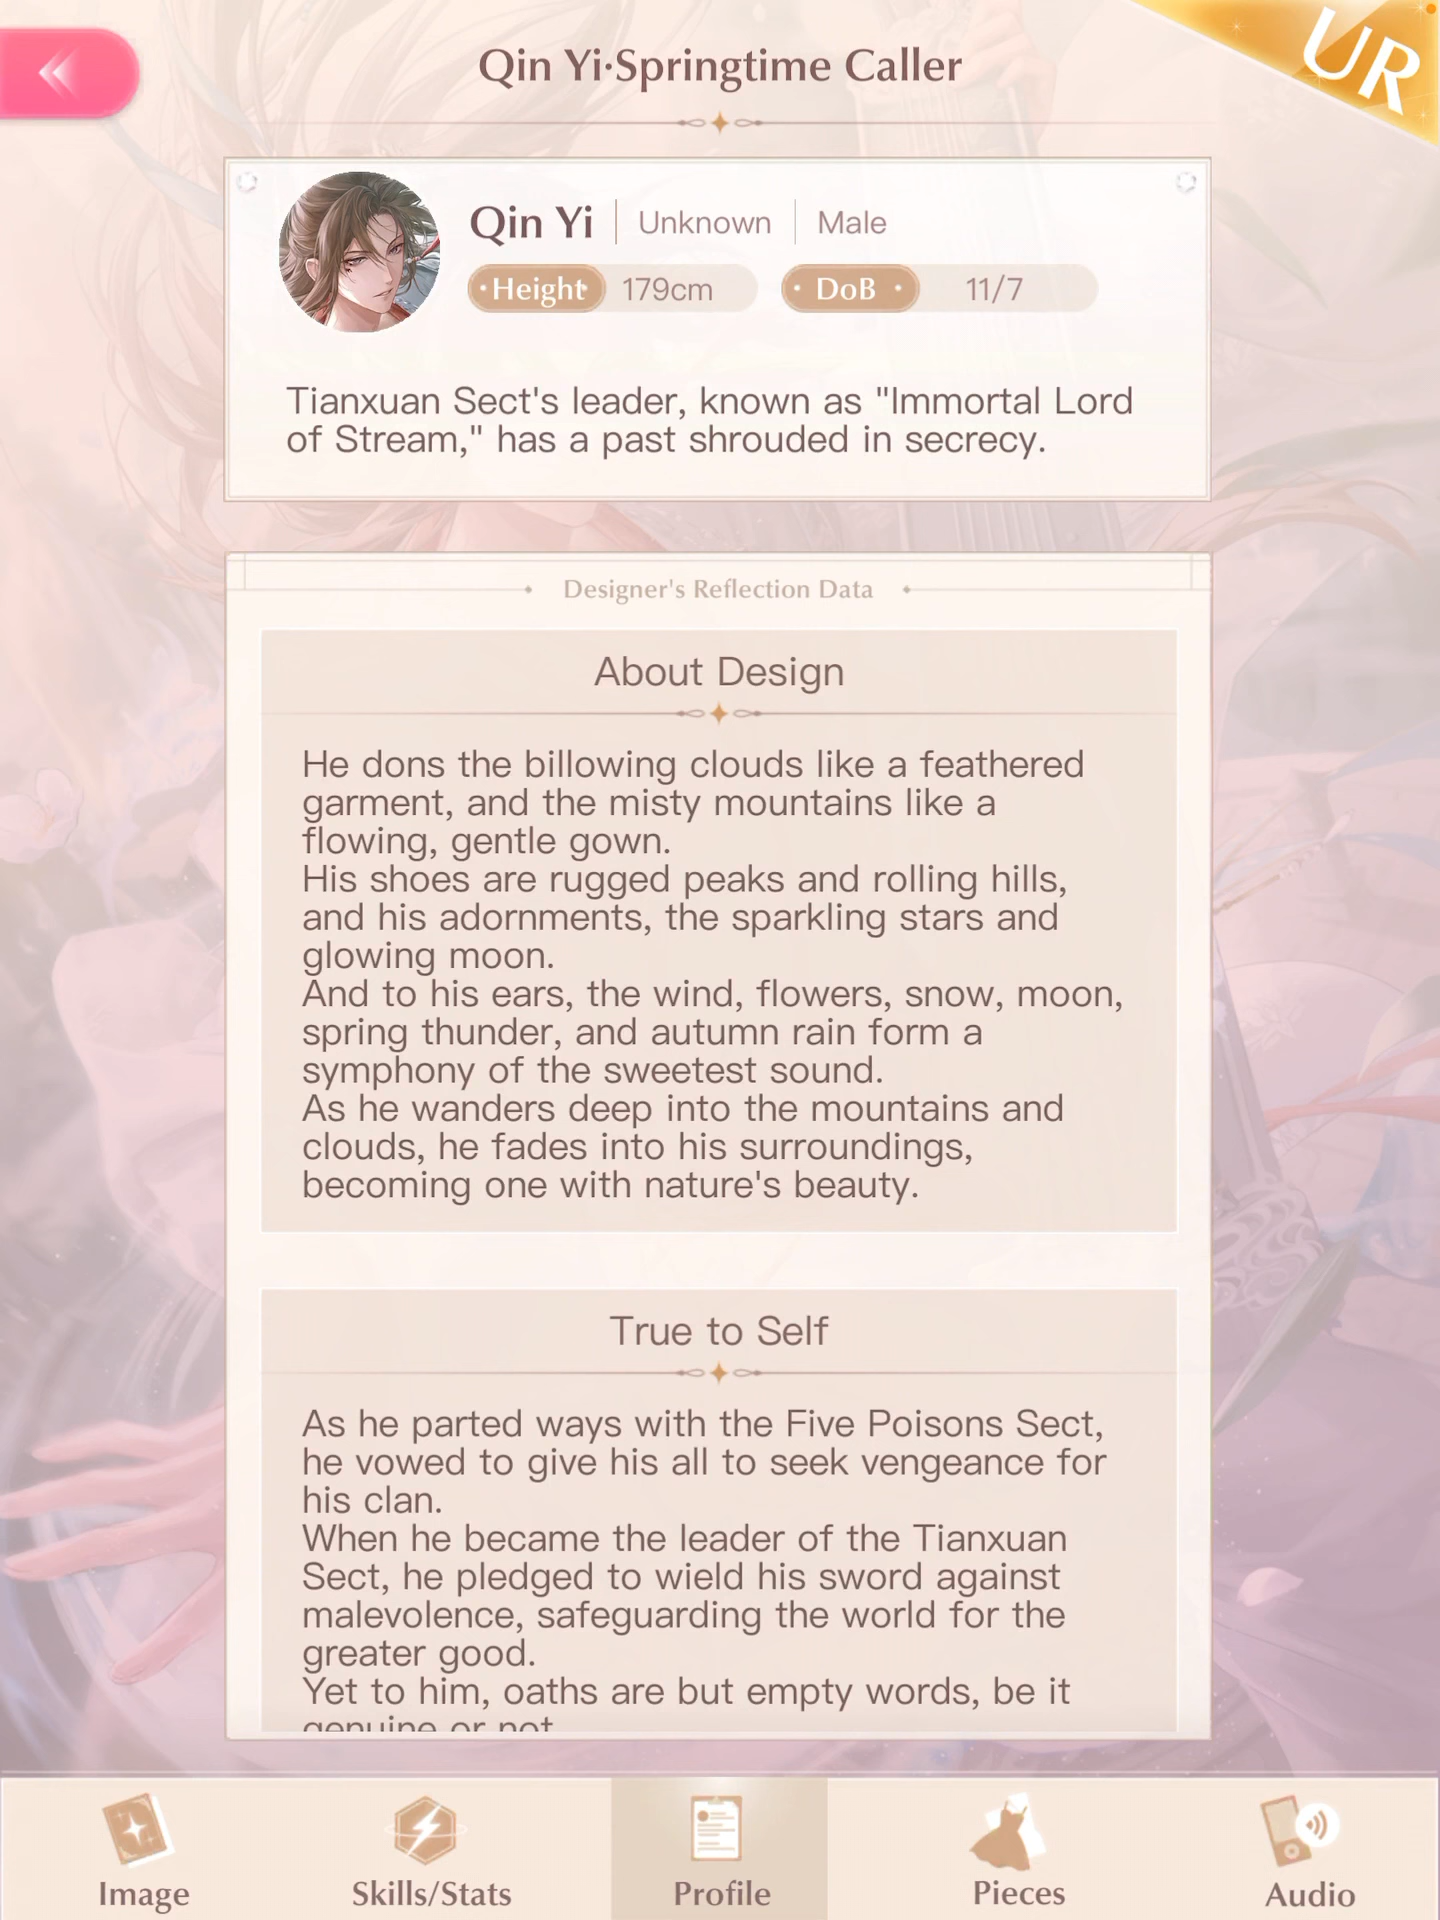 Qin Yi·Springtime Caller
UR
Qin Yi Unknown Male
Height 179cm DoB 11/7
Tianxuan Sect's leader, known as "Immortal Lord
of Stream," has a past shrouded in secrecy.
Designer's Reflection Data
About Design
He dons the billowing clouds like a feathered
garment, and the misty mountains like a
flowing, gentle gown.
His shoes are rugged peaks and rolling hills,
and his adornments, the sparkling stars and
glowing moon.
And to his ears, the wind, flowers, snow, moon,
spring thunder, and autumn rain form a
symphony of the sweetest sound.
As he wanders deep into the mountains and
clouds, he fades into his surroundings,
becoming one with nature's beauty.
True to Self
As he parted ways with the Five Poisons Sect,
he vowed to give his all to seek vengeance for
his clan.
When he became the leader of the Tianxuan
Sect, he pledged to wield his sword against
malevolence, safeguarding the world for the
greater good.
Yet to him, oaths are but empty words, be it
genuine or not
Image
Skills/Stats
Profile
Pieces
Audio